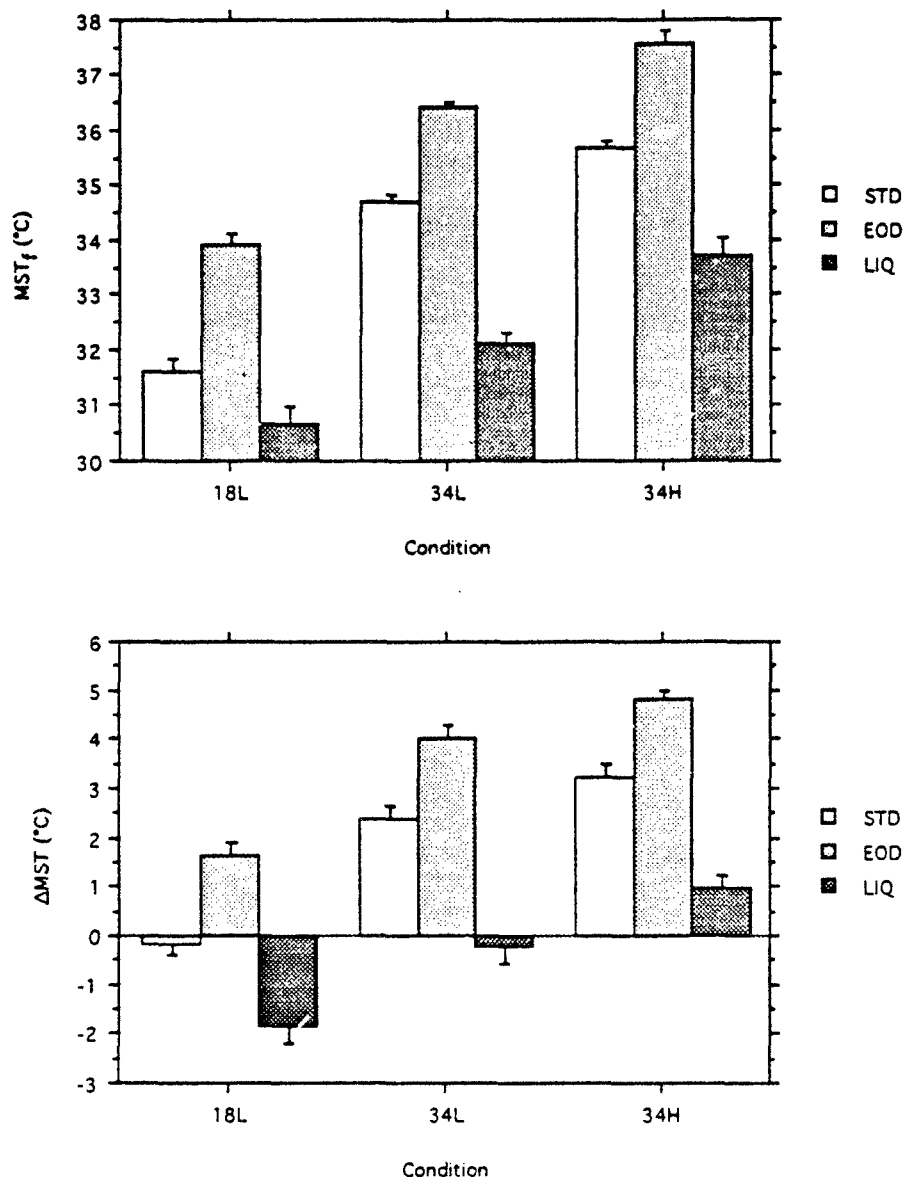 MSTf (°C)
38
37
36
35
34
33
32
31
30
18L
34L
34H
Condition
STD
EOD
LIQ
ΔMST (°C)
6
5
4
3
2
1
0
-1
-2
-3
18L
34L
34H
Condition
STD
EOD
LIQ